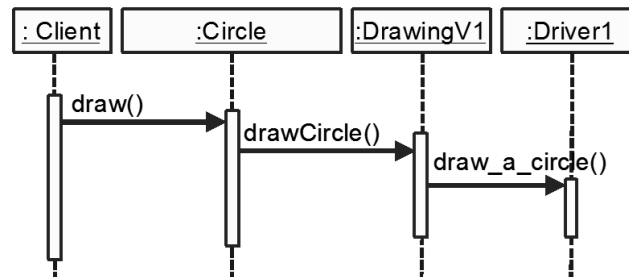 : Client
:Circle
:DrawingV1
:Driver1
draw()
drawCircle()
draw_a_circle()